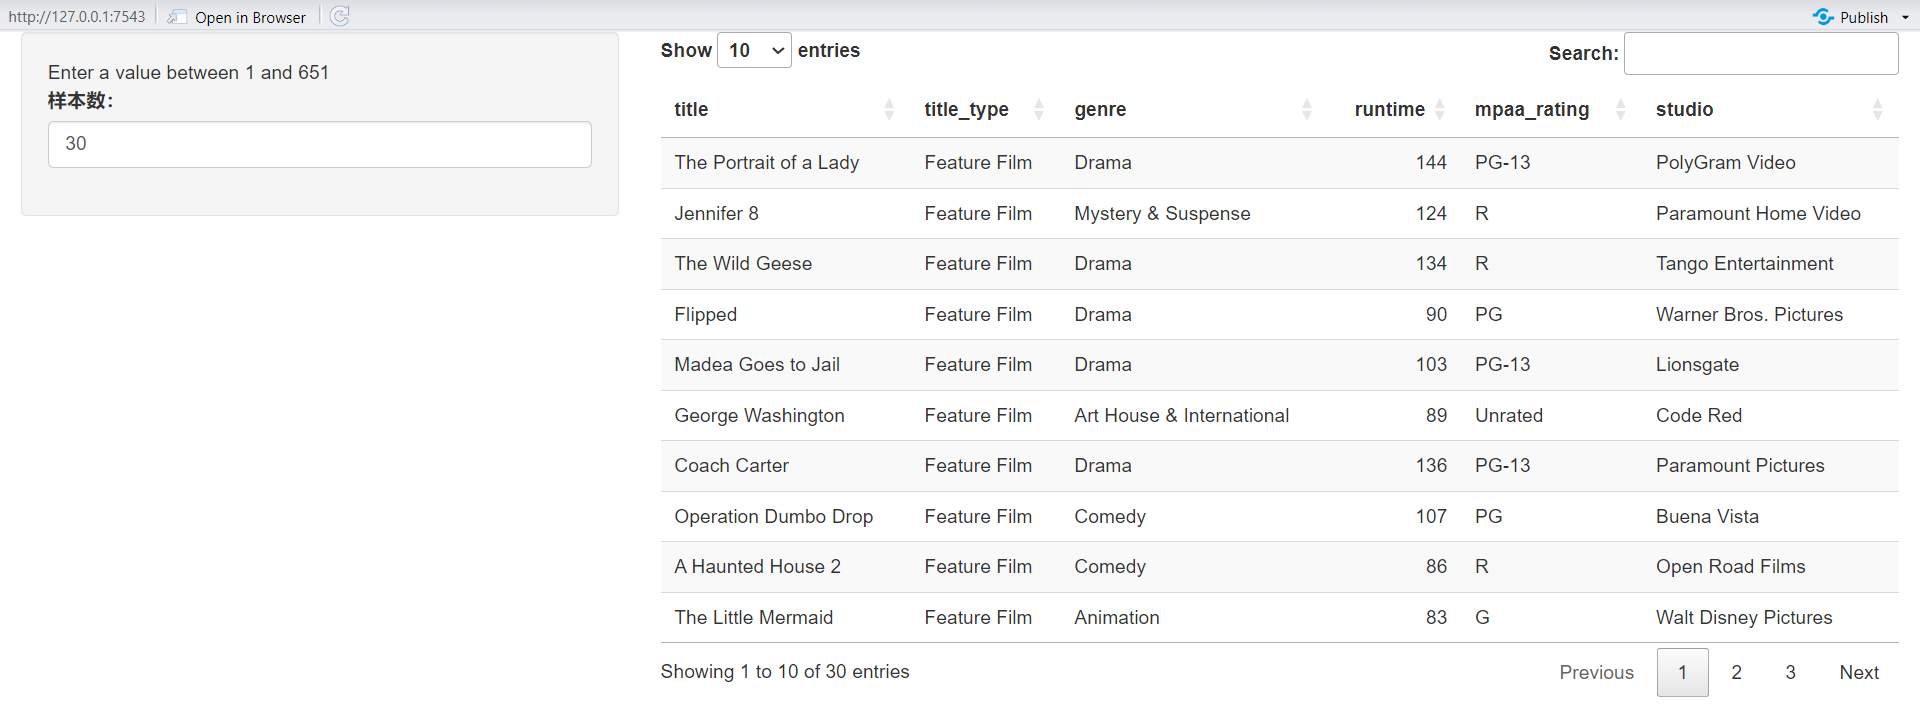 http://127.0.0.1:7543 Open in Browser Publish
Enter a value between 1 and 651
样本数:
30
Show 10 entries Search:
title title_type genre runtime mpaa_rating studio
The Portrait of a Lady Feature Film Drama 144 PG-13 PolyGram Video
Jennifer 8 Feature Film Mystery & Suspense 124 R Paramount Home Video
The Wild Geese Feature Film Drama 134 R Tango Entertainment
Flipped Feature Film Drama 90 PG Warner Bros. Pictures
Madea Goes to Jail Feature Film Drama 103 PG-13 Lionsgate
George Washington Feature Film Art House & International 89 Unrated Code Red
Coach Carter Feature Film Drama 136 PG-13 Paramount Pictures
Operation Dumbo Drop Feature Film Comedy 107 PG Buena Vista
A Haunted House 2 Feature Film Comedy 86 R Open Road Films
The Little Mermaid Feature Film Animation 83 G Walt Disney Pictures
Showing 1 to 10 of 30 entries Previous 1 2 3 Next